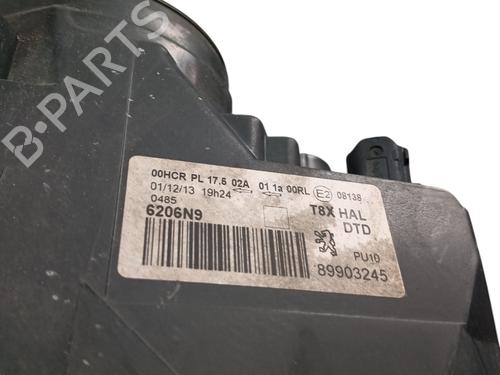 B-PARTS
00HCR PL 17.6 02A 01 1a 00RL E2 08138
01/12/13 19h24
0485
6206N9
T8X HAL
DTD
PU10
89903245